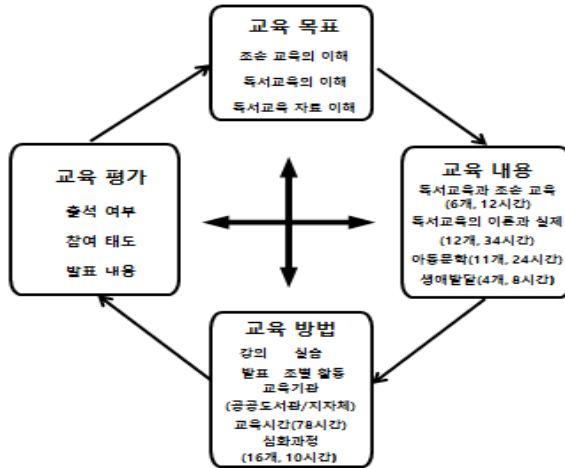 교육 목표
조손 교육의 이해
독서교육의 이해
독서교육 자료 이해
교육 평가
출석 여부
참여 태도
발표 내용
교육 내용
독서교육과 조손 교육
(6개, 12시간)
독서교육의 이론과 실제
(12개, 34시간)
아동문학(11개, 24시간)
생애발달(4개, 8시간)
교육 방법
강의 실습
발표 조별 활동
교육기관
(공공도서관/지자체)
교육시간(78시간)
심화과정
(16개, 10시간)